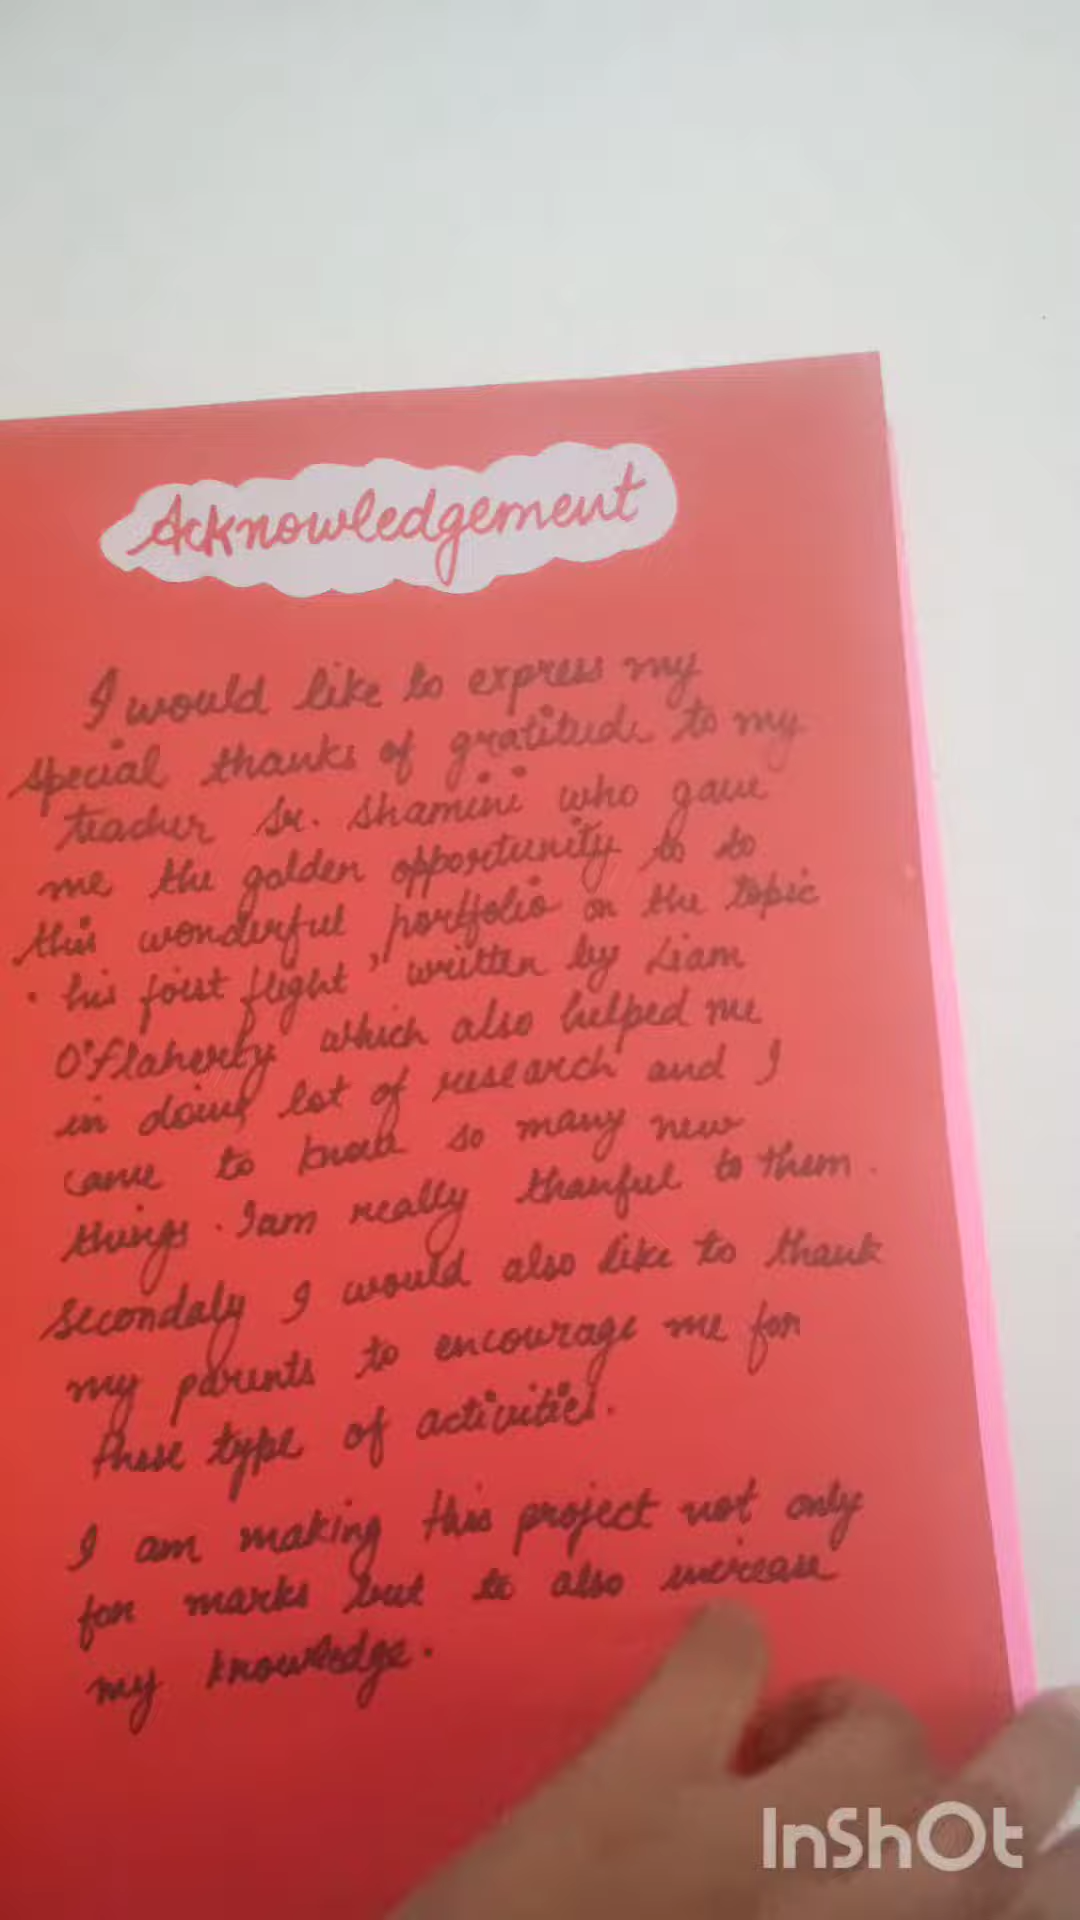 Acknowledgement
I would like to express my
special thanks of gratitude to my
teacher Sr. Shamini who gave
me the golden opportunity to to
this wonderful portfolio on the topic
' his foist flight ' written by Liam
O'Flaherty which also helped me
in doing lot of research and I
came to know so many new
things. I am really thanful to them.
Secondaly I would also like to thank
my parents to encourage me for
these type of activities.
I am making this project not only
for marks but to also increase
my knowledge.
InShOt